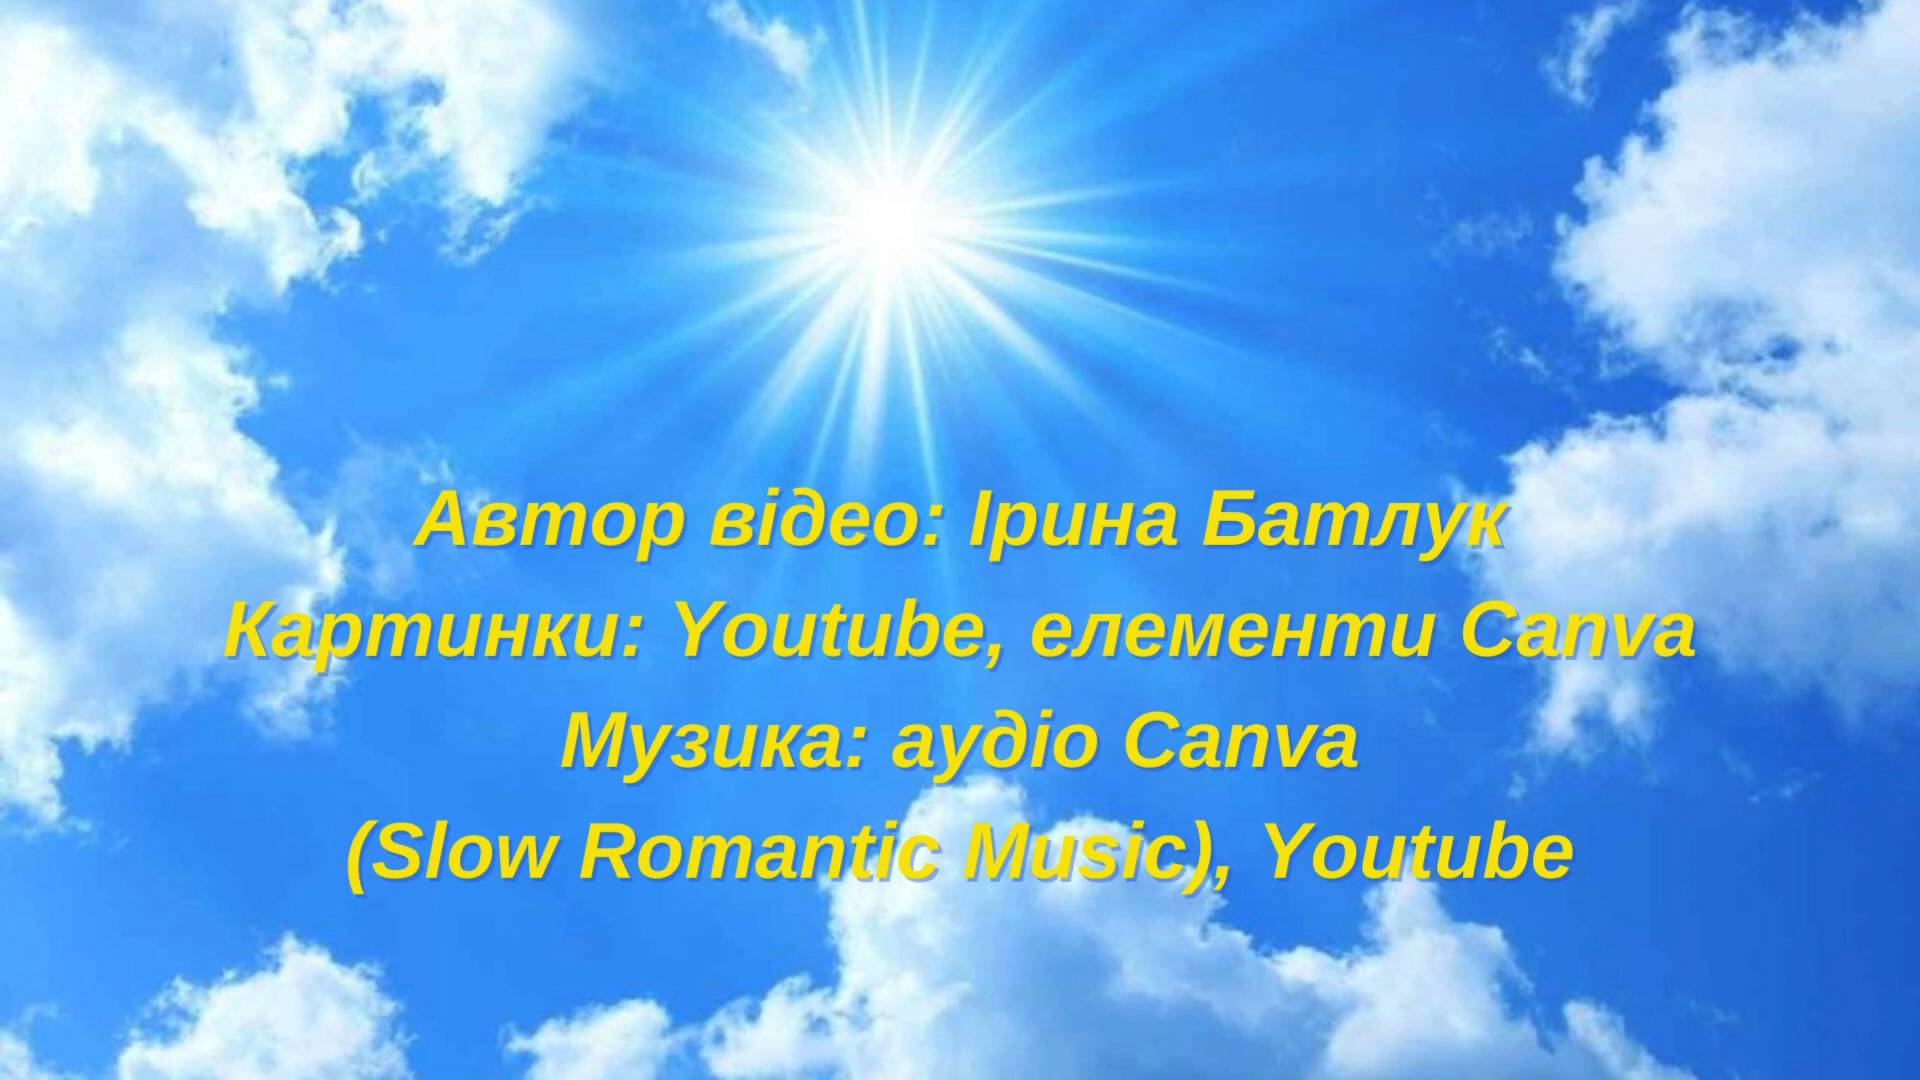 Автор відео: Ірина Батлук
Картинки: Youtube, елементи Canva
Музика: аудіо Canva
(Slow Romantic Music), Youtube